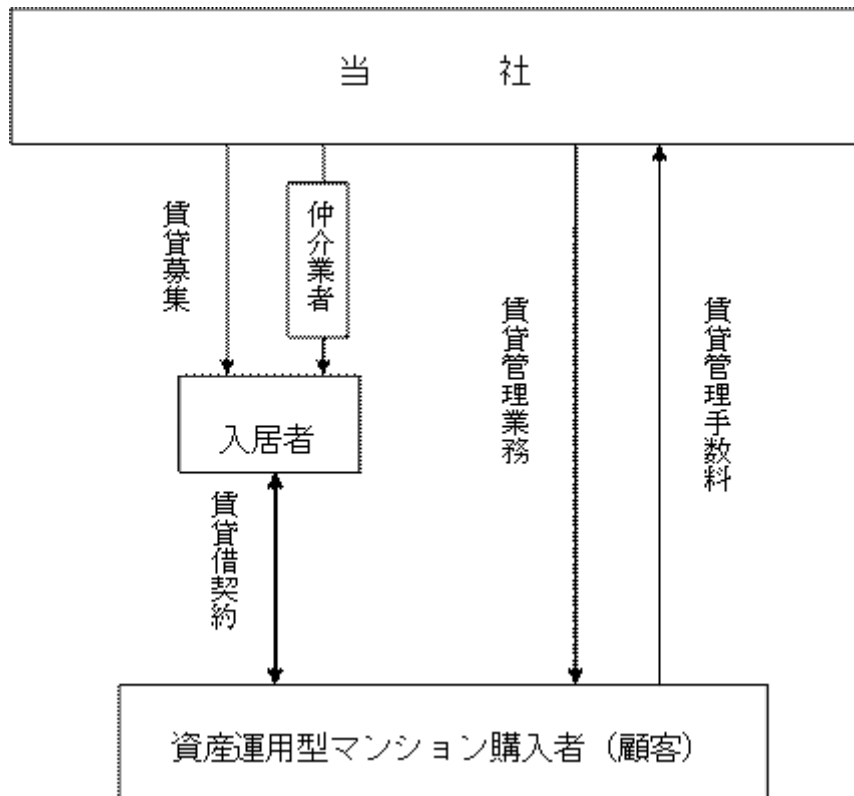 当 社
賃貸募集
仲介業者
入居者
賃貸借契約
賃貸管理業務
賃貸管理手数料
資産運用型マンション購入者（顧客）